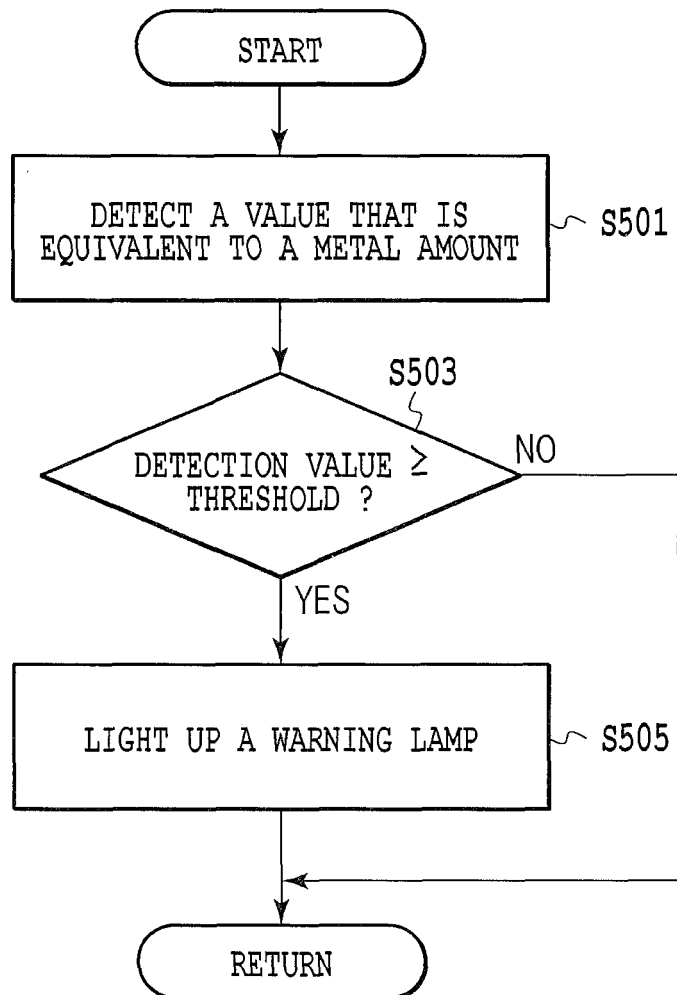 START
DETECT A VALUE THAT IS
EQUIVALENT TO A METAL AMOUNT
S501
S503
DETECTION VALUE ≥
THRESHOLD ?
NO
YES
LIGHT UP A WARNING LAMP
S505
RETURN